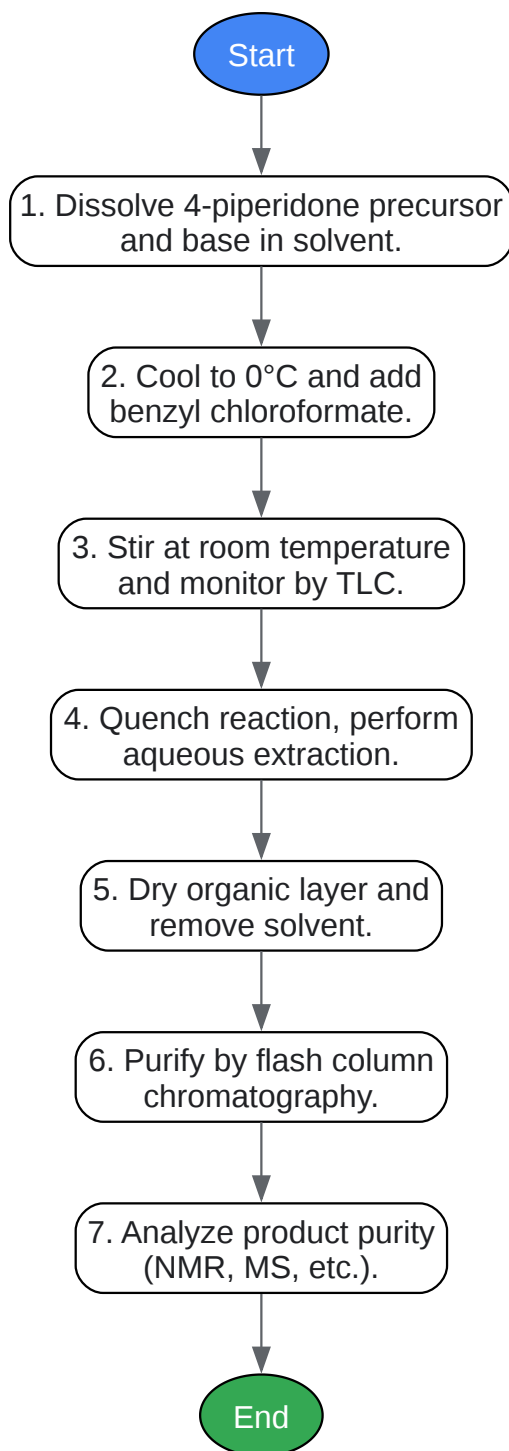 Start
1. Dissolve 4-piperidone precursor
and base in solvent.
2. Cool to 0°C and add
benzyl chloroformate.
3. Stir at room temperature
and monitor by TLC.
4. Quench reaction, perform
aqueous extraction.
5. Dry organic layer and
remove solvent.
6. Purify by flash column
chromatography.
7. Analyze product purity
(NMR, MS, etc.).
End